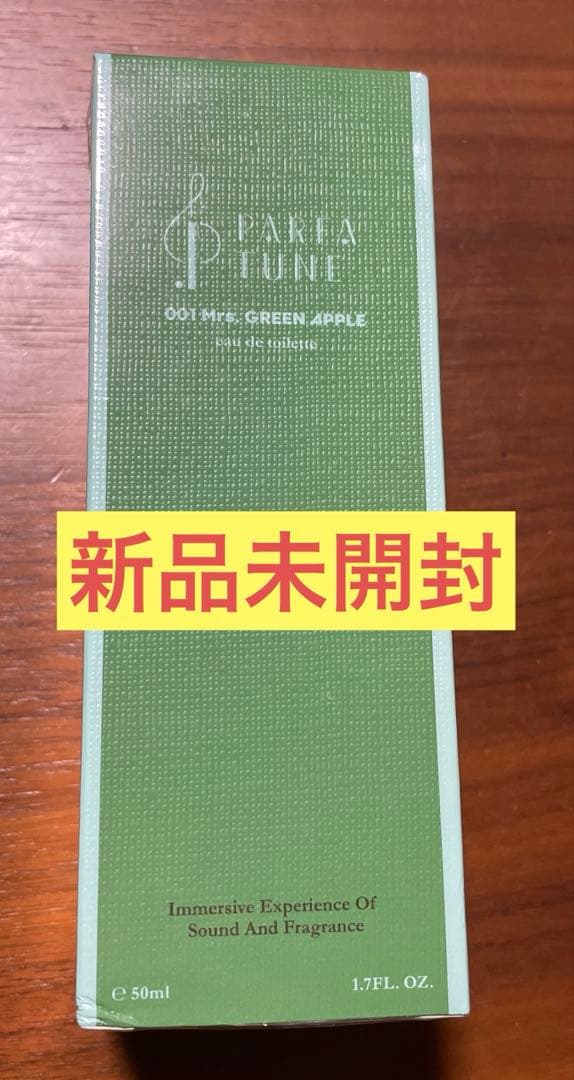 PARFA
TUNE
001 Mrs. GREEN APPLE
eau de toilette
新品未開封
Immersive Experience Of
Sound And Fragrance
℮ 50ml
1.7FL. OZ.